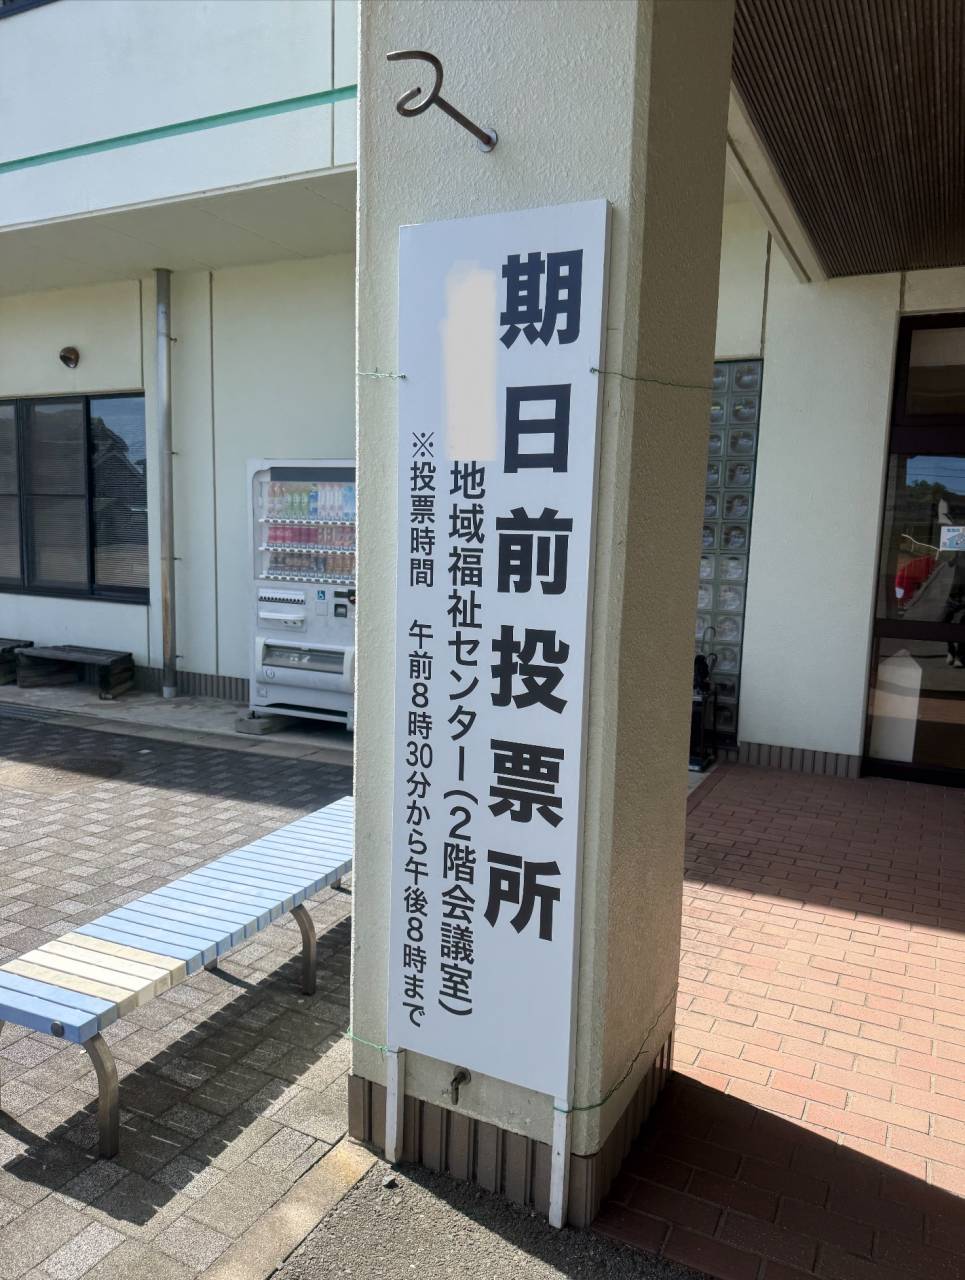 期日前投票所
地域福祉センター(2階会議室)
※投票時間 午前8時30分から午後8時まで